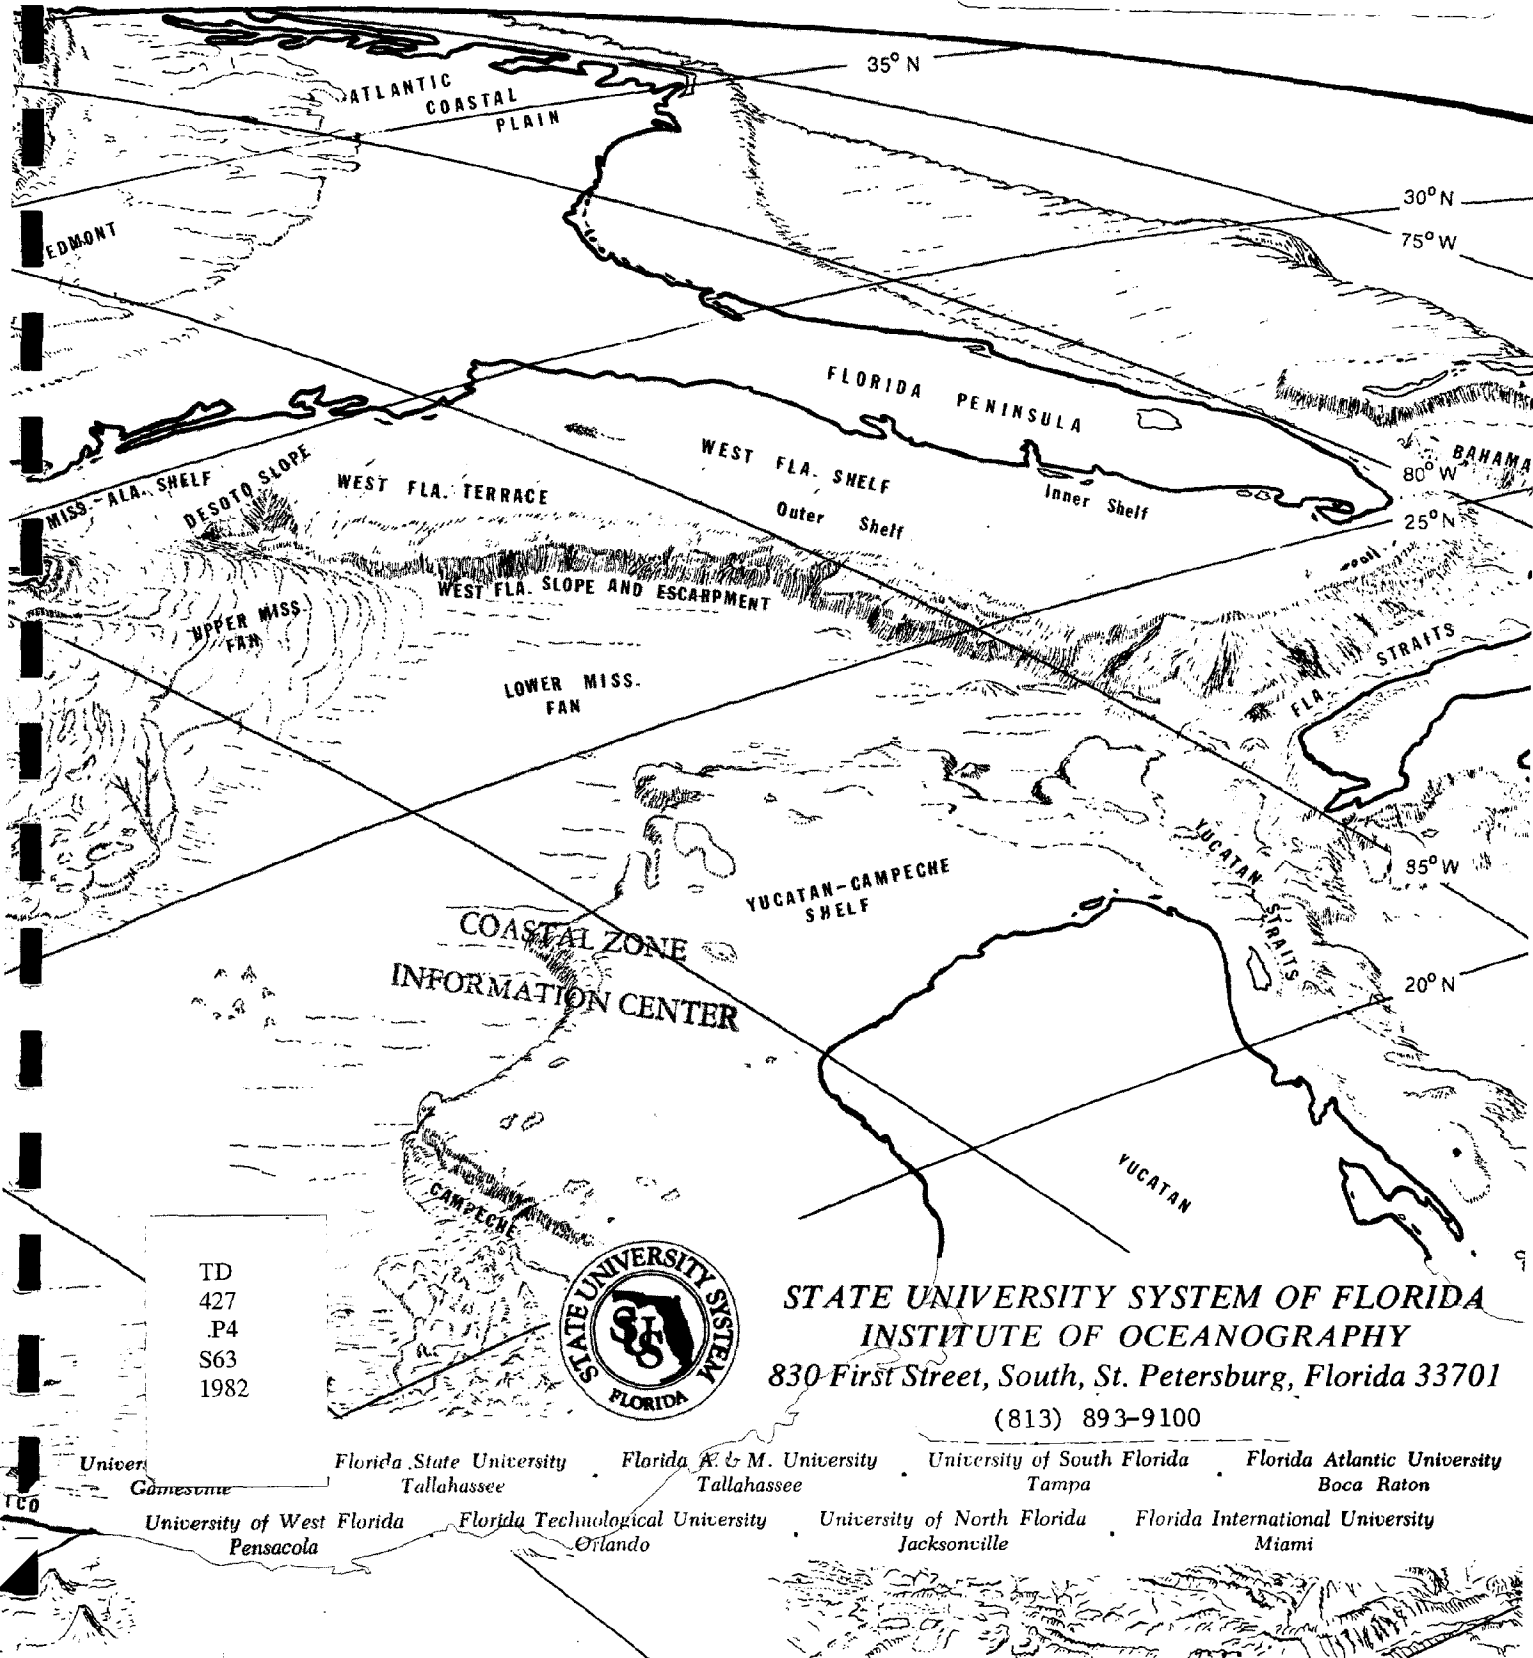 35° N
ATLANTIC
COASTAL
PLAIN
30° N
75° W
EDMONT
FLORIDA PENINSULA
WEST FLA. SHELF
BAHAMA
80° W
MISS.-ALA. SHELF
DESOTO SLOPE
WEST FLA. TERRACE
Inner Shelf
Outer Shelf
25° N
WEST FLA. SLOPE AND ESCARPMENT
UPPER MISS.
FAN
FLA STRAITS
LOWER MISS.
FAN
YUCATAN STRAITS
85° W
YUCATAN-CAMPECHE
SHELF
COASTAL ZONE
INFORMATION CENTER
20° N
YUCATAN
CAMPECHE
TD
427
.P4
S63
1982
STATE UNIVERSITY SYSTEM
FLORIDA
SUS
STATE UNIVERSITY SYSTEM OF FLORIDA
INSTITUTE OF OCEANOGRAPHY
830 First Street, South, St. Petersburg, Florida 33701
(813) 893-9100
Florida State University . Florida A. & M. University . University of South Florida . Florida Atlantic University
Gainesville Tallahassee Tallahassee Tampa Boca Raton
University of West Florida . Florida Technological University . University of North Florida . Florida International University
Pensacola Orlando Jacksonville Miami